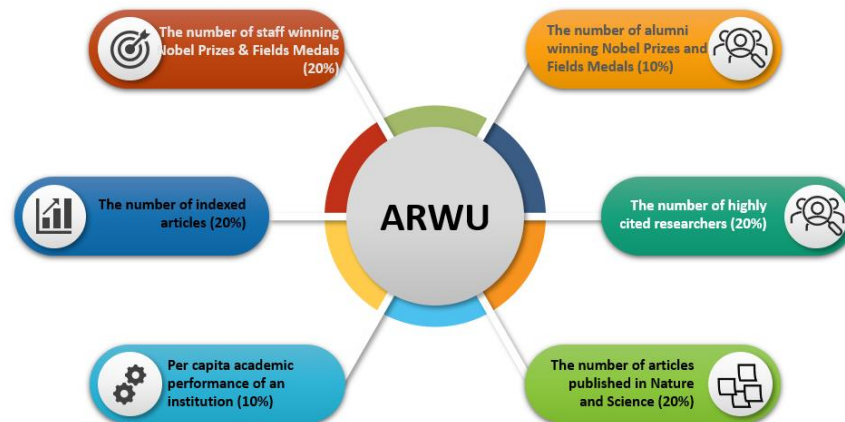 The number of staff winning
Nobel Prizes & Fields Medals
(20%)
The number of alumni
winning Nobel Prizes and
Fields Medals (10%)
The number of indexed
articles (20%)
ARWU
The number of highly
cited researchers (20%)
Per capita academic
performance of an
institution (10%)
The number of articles
published in Nature
and Science (20%)